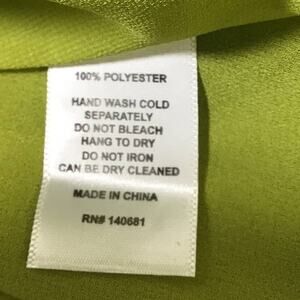 100% POLYESTER
HAND WASH COLD
SEPARATELY
DO NOT BLEACH
HANG TO DRY
DO NOT IRON
CAN BE DRY CLEANED
MADE IN CHINA
RN# 140681